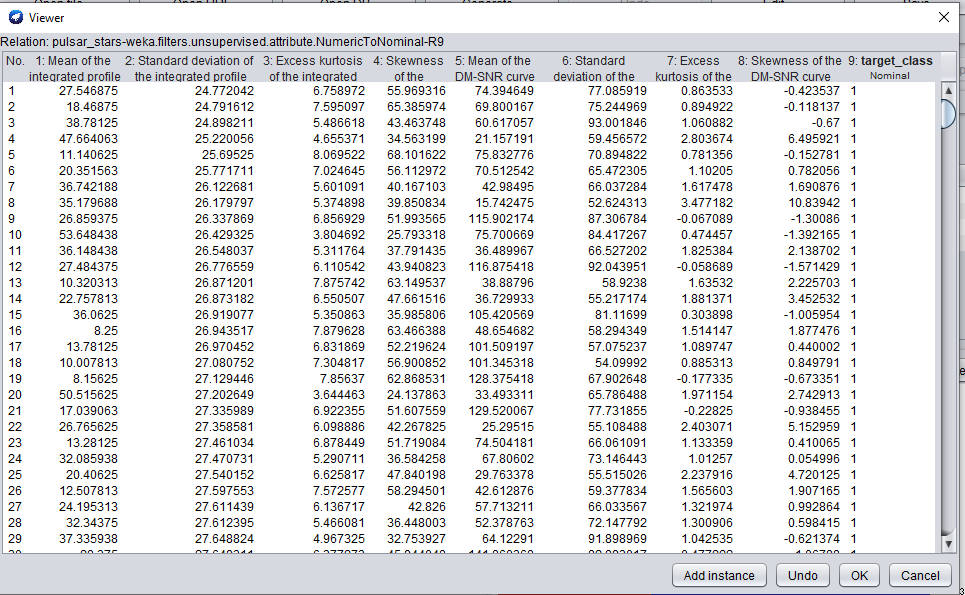 Viewer
Relation: pulsar_stars-weka.filters.unsupervised.attribute.NumericToNominal-R9
No. 1: Mean of the 2: Standard deviation of 3: Excess kurtosis 4: Skewness 5: Mean of the 6: Standard 7: Excess 8: Skewness of the 9: target_class
integrated profile the integrated profile of the integrated of the DM-SNR curve deviation of the kurtosis of the DM-SNR curve Nominal
1 27.546875 24.772042 6.758972 55.969316 74.394649 77.085919 0.863533 -0.423537 1
2 18.46875 24.791612 7.595097 65.385974 69.800167 75.244969 0.894922 -0.118137 1
3 38.78125 24.898211 5.486618 43.463748 60.617057 93.001846 1.060882 -0.67 1
4 47.664063 25.220056 4.655371 34.563199 21.157191 59.456572 2.803674 6.495921 1
5 11.140625 25.69525 8.069522 68.101622 75.832776 70.894822 0.781356 -0.152781 1
6 20.351563 25.771711 7.024645 56.112972 70.512542 65.472305 1.10205 0.782056 1
7 36.742188 26.122681 5.601091 40.167103 42.98495 66.037284 1.617478 1.690876 1
8 35.179688 26.179797 5.374898 39.850834 15.742475 52.624313 3.477182 10.83942 1
9 26.859375 26.337869 6.856929 51.993565 115.902174 87.306784 -0.067089 -1.30086 1
10 53.648438 26.429325 3.804692 25.793318 75.700669 84.417267 0.474457 -1.392165 1
11 36.148438 26.548037 5.311764 37.791435 36.489967 66.527202 1.825384 2.138702 1
12 27.484375 26.776559 6.110542 43.940823 116.875418 92.043951 -0.058689 -1.571429 1
13 10.320313 26.871201 7.875742 63.149537 38.88796 58.9238 1.63532 2.225703 1
14 22.757813 26.873182 6.550507 47.661516 36.729933 55.217174 1.881371 3.452532 1
15 36.0625 26.919077 5.350863 35.985806 105.420569 81.11699 0.303898 -1.005954 1
16 8.25 26.943517 7.879628 63.466388 48.654682 58.294349 1.514147 1.877476 1
17 13.78125 26.970452 6.831869 52.219624 101.509197 57.075237 1.089747 0.440002 1
18 10.007813 27.080752 7.304817 56.900852 101.345318 54.09992 0.885313 0.849791 1
19 8.15625 27.129446 7.85637 62.868531 128.375418 67.902648 -0.177335 -0.673351 1
20 50.515625 27.202649 3.644463 24.137863 33.493311 65.786488 1.971154 2.742913 1
21 17.039063 27.335989 6.922355 51.607559 129.520067 77.731855 -0.22825 -0.938455 1
22 26.765625 27.358581 6.098886 42.267825 25.29515 55.108488 2.403071 5.152959 1
23 13.28125 27.461034 6.878449 51.719084 74.504181 66.061091 1.133359 0.410065 1
24 32.085938 27.470731 5.290711 36.584258 67.80602 73.146443 1.01257 0.054996 1
25 20.40625 27.540152 6.625817 47.840198 29.763378 55.515026 2.237916 4.720125 1
26 12.507813 27.597553 7.572577 58.294501 42.612876 59.377834 1.565603 1.907165 1
27 24.195313 27.611439 6.136717 42.826 57.713211 66.033567 1.321974 0.992864 1
28 32.34375 27.612395 5.466081 36.448003 52.378763 72.147792 1.300906 0.598415 1
29 37.335938 27.648824 4.967325 32.753927 64.12291 91.898969 1.042535 -0.621374 1
Add instance Undo OK Cancel